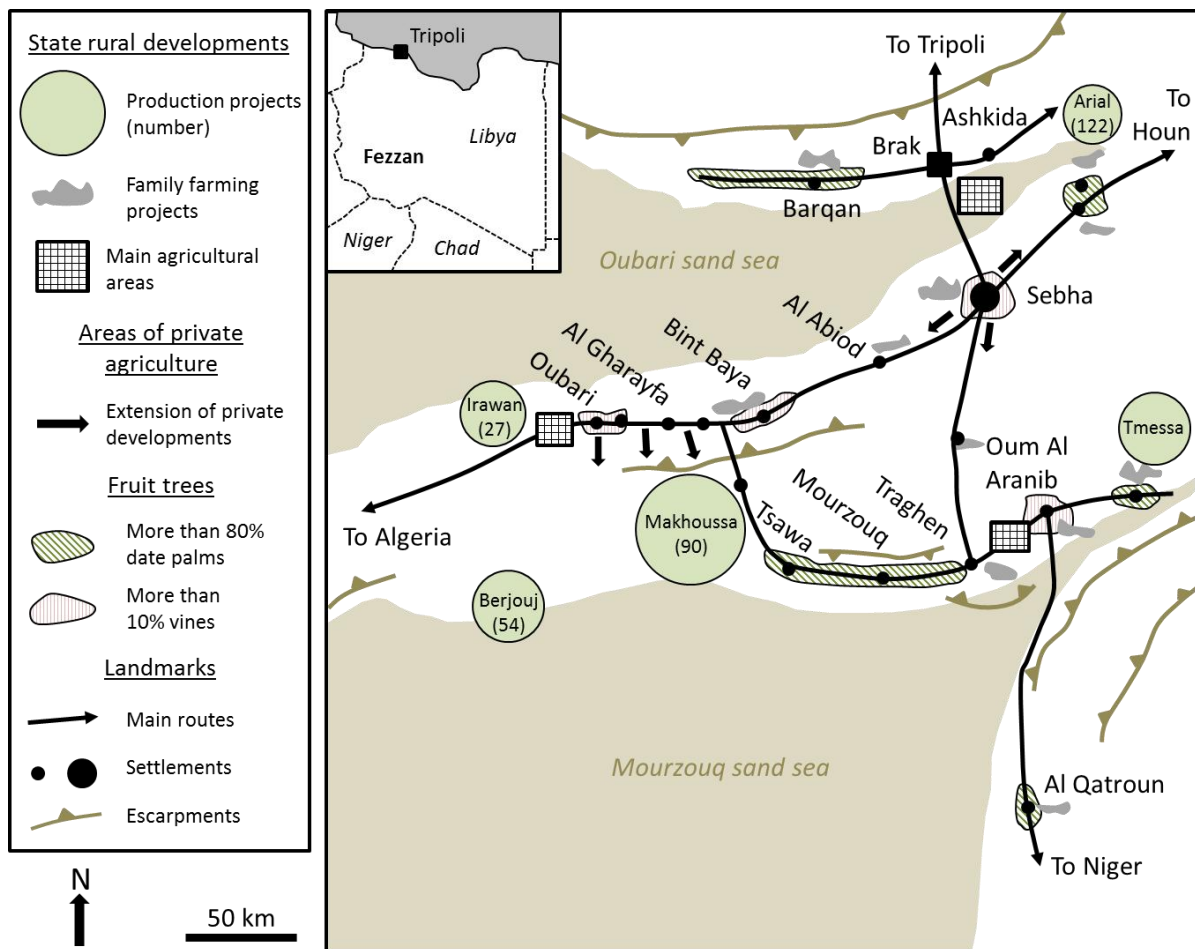 State rural developments
Production projects
(number)
Family farming
projects
Main agricultural
areas
Areas of private
agriculture
Extension of private
developments
Fruit trees
More than 80%
date palms
More than
10% vines
Landmarks
Main routes
Settlements
Escarpments
N
50 km
Tripoli
Libya
Fezzan
Niger
Chad
To Tripoli
Ashkida
Brak
Arial
(122)
To
Houn
Barqan
Oubari sand sea
Sebha
Al Abiod
Bint Baya
Al Gharayfa
Oubari
Irawan
(27)
To Algeria
Tmessa
Oum Al
Aranib
Traghen
Mourzouq
Tsawa
Makhoussa
(90)
Berjouj
(54)
Mourzouq sand sea
Al Qatroun
To Niger